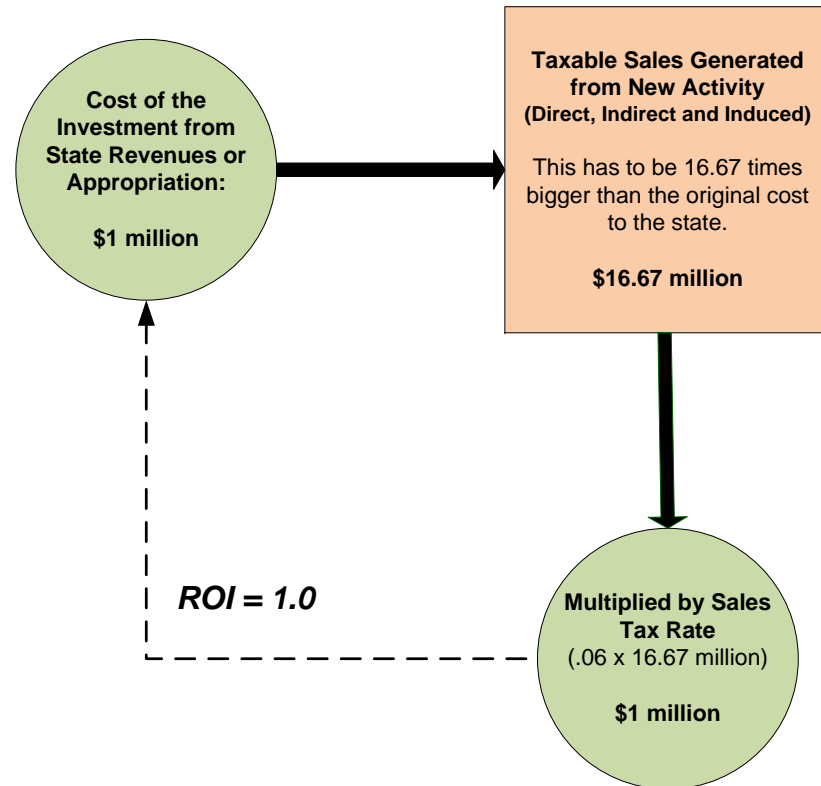 Cost of the
Investment from
State Revenues or
Appropriation:
$1 million
Taxable Sales Generated
from New Activity
(Direct, Indirect and Induced)
This has to be 16.67 times
bigger than the original cost
to the state.
$16.67 million
ROI = 1.0
Multiplied by Sales
Tax Rate
(.06 x 16.67 million)
$1 million